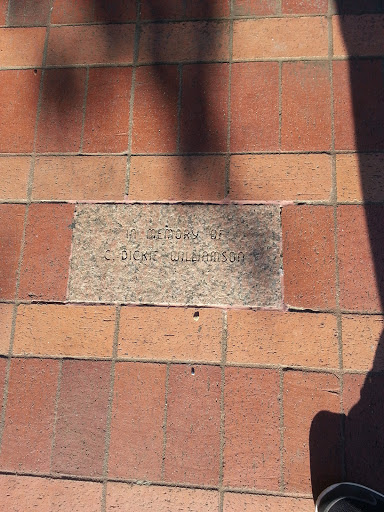 IN MEMORY OF
C. DICKIE WILLIAMSON